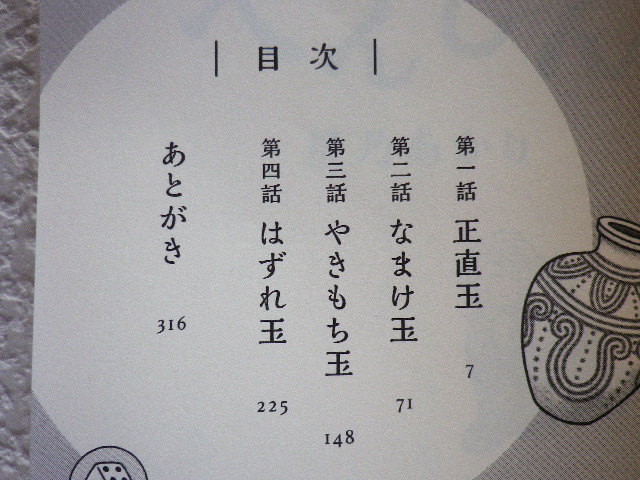 目次
第一話 正直玉 7
第二話 なまけ玉 71
第三話 やきもち玉 148
第四話 はずれ玉 225
あとがき 316